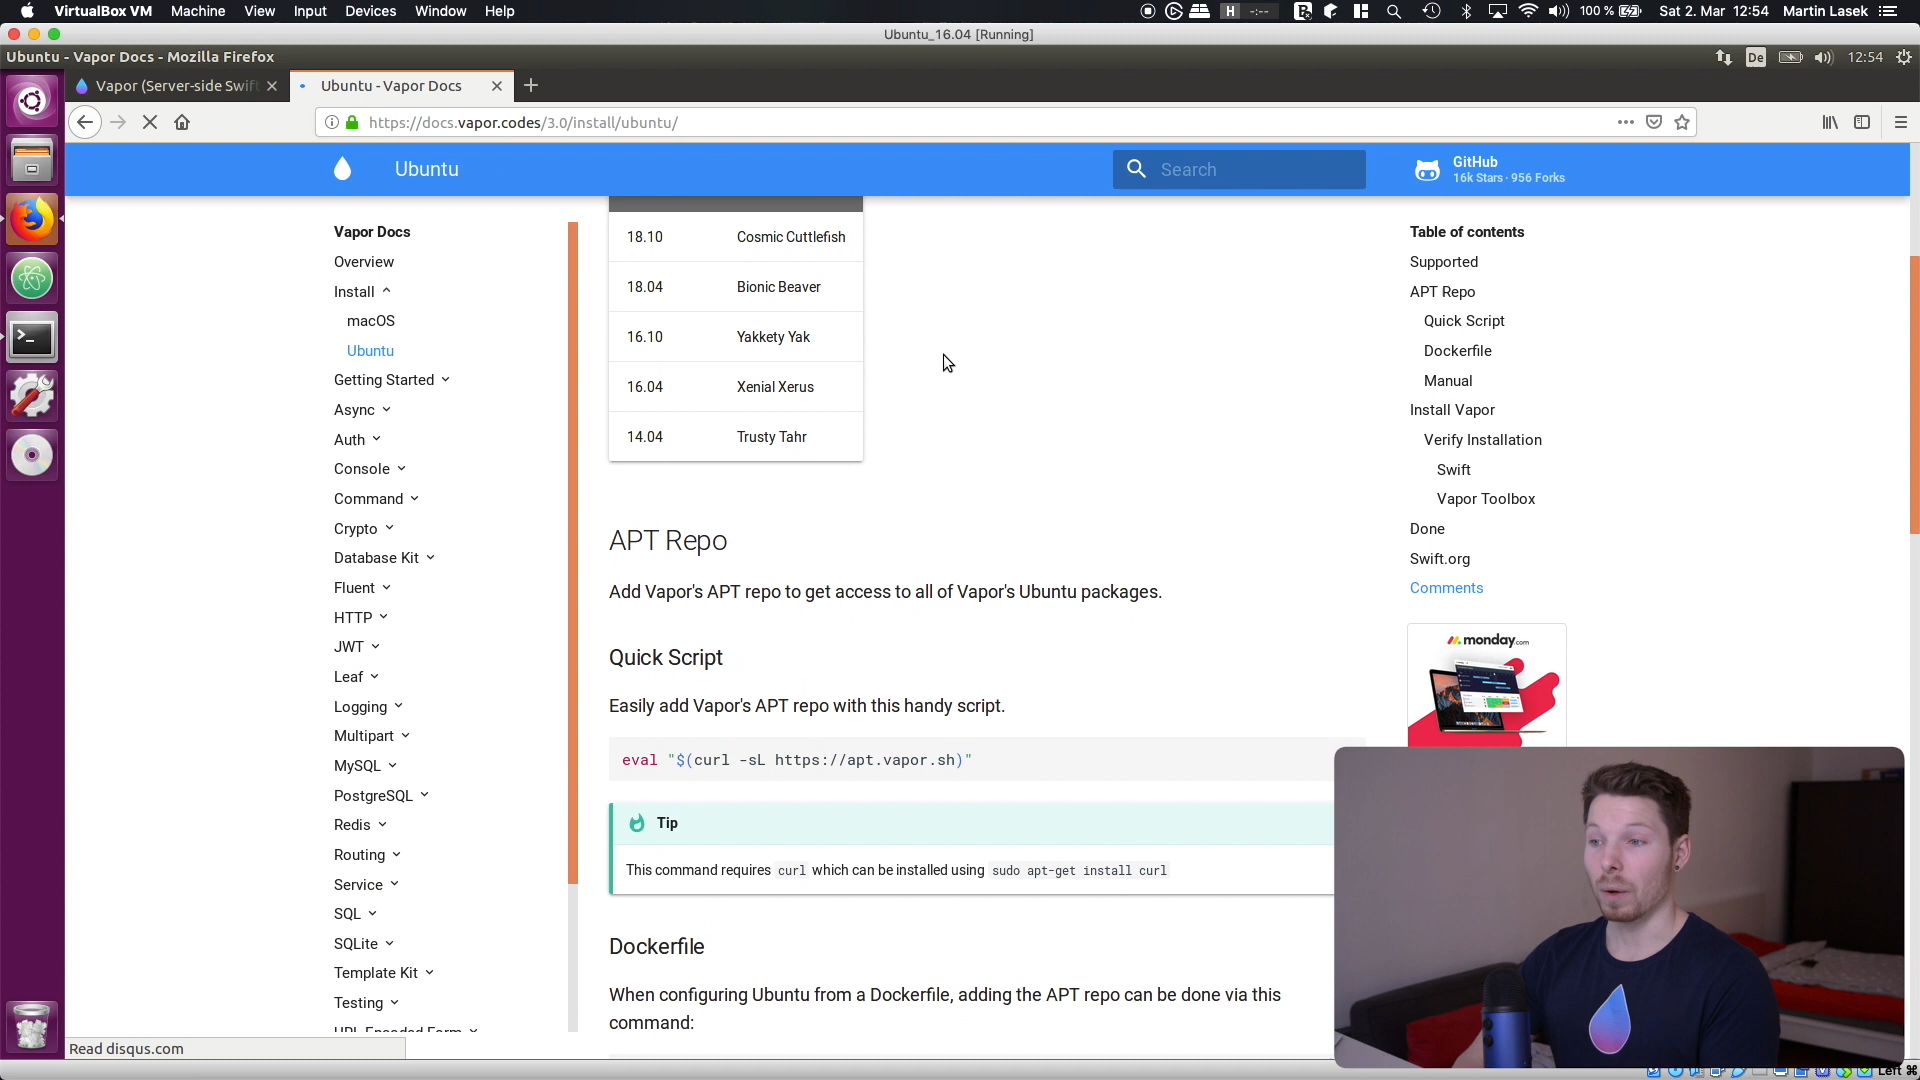 VirtualBox VM Machine View Input Devices Window Help
H -:-- 100 % Sat 2. Mar 12:54 Martin Lasek
Ubuntu_16.04 [Running]
Ubuntu - Vapor Docs - Mozilla Firefox
De 12:54
Vapor (Server-side Swift
Ubuntu - Vapor Docs
https://docs.vapor.codes/3.0/install/ubuntu/
Ubuntu
Search
GitHub
16k Stars · 956 Forks
Vapor Docs
Overview
Install
macOS
Ubuntu
Getting Started
Async
Auth
Console
Command
Crypto
Database Kit
Fluent
HTTP
JWT
Leaf
Logging
Multipart
MySQL
PostgreSQL
Redis
Routing
Service
SQL
SQLite
Template Kit
Testing
URL Encoded Form
18.10 Cosmic Cuttlefish
18.04 Bionic Beaver
16.10 Yakkety Yak
16.04 Xenial Xerus
14.04 Trusty Tahr
APT Repo
Add Vapor's APT repo to get access to all of Vapor's Ubuntu packages.
Quick Script
Easily add Vapor's APT repo with this handy script.
eval "$(curl -sL https://apt.vapor.sh)"
Tip
This command requires curl which can be installed using sudo apt-get install curl
Dockerfile
When configuring Ubuntu from a Dockerfile, adding the APT repo can be done via this
command:
Table of contents
Supported
APT Repo
Quick Script
Dockerfile
Manual
Install Vapor
Verify Installation
Swift
Vapor Toolbox
Done
Swift.org
Comments
monday.com
Read disqus.com
Left ⌘